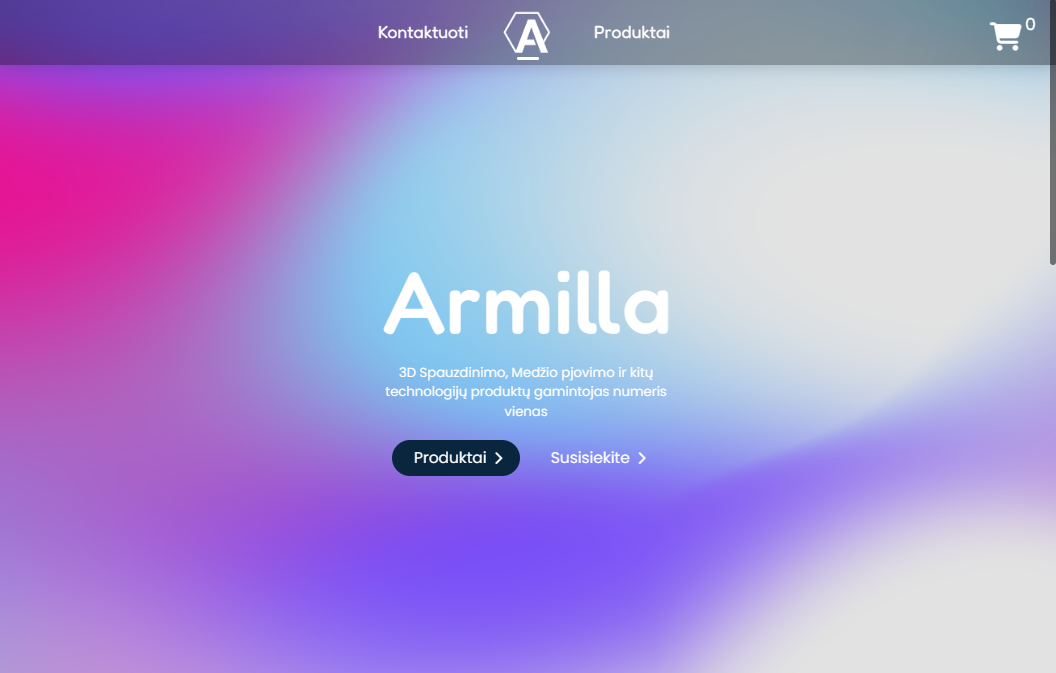 Kontaktuoti
A
Produktai
0
Armilla
3D Spauzdinimo, Medžio pjovimo ir kitų
technologijų produktų gamintojas numeris
vienas
Produktai
Susisiekite